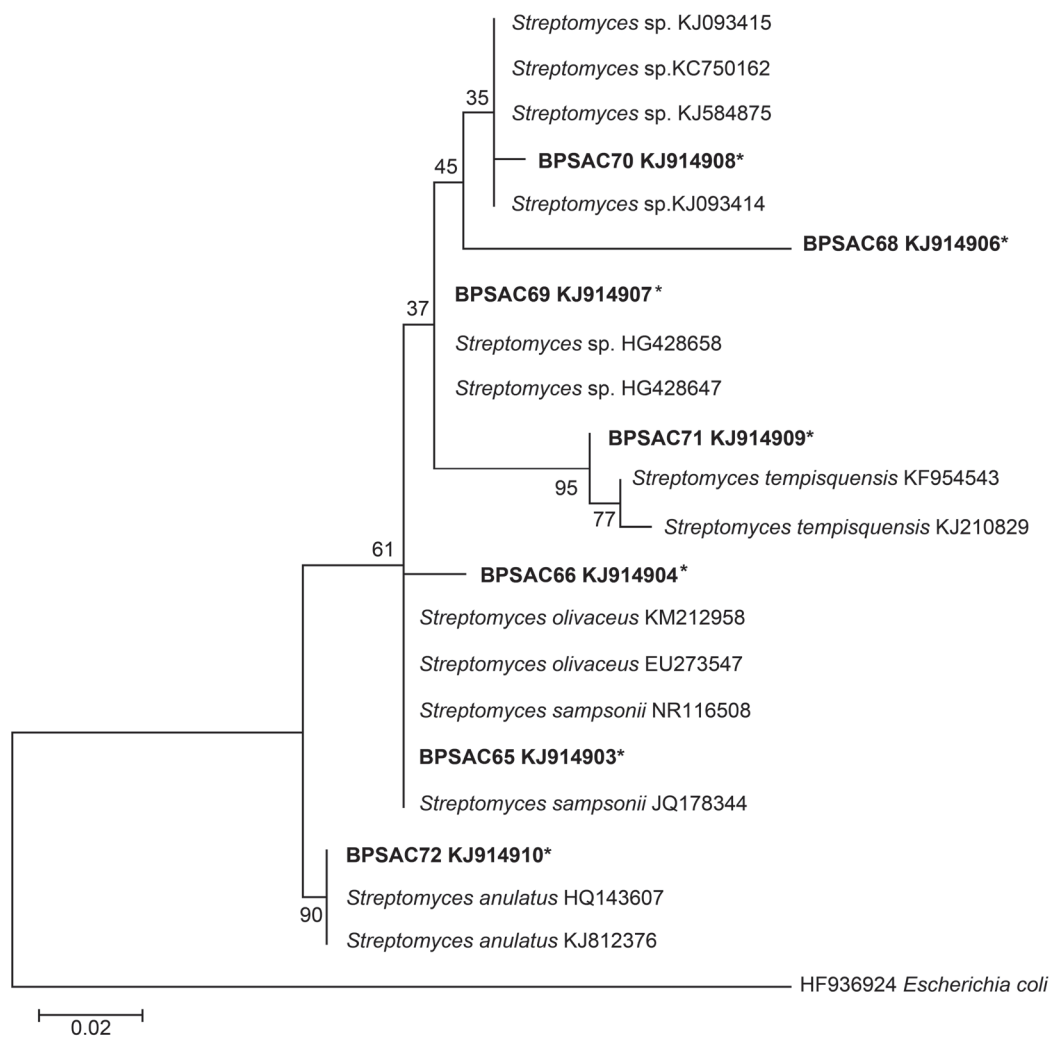 Streptomyces sp. KJ093415
Streptomyces sp.KC750162
35
Streptomyces sp. KJ584875
BPSAC70 KJ914908*
45
Streptomyces sp.KJ093414
BPSAC68 KJ914906*
BPSAC69 KJ914907*
37
Streptomyces sp. HG428658
Streptomyces sp. HG428647
BPSAC71 KJ914909*
Streptomyces tempisquensis KF954543
95
77
Streptomyces tempisquensis KJ210829
61
BPSAC66 KJ914904*
Streptomyces olivaceus KM212958
Streptomyces olivaceus EU273547
Streptomyces sampsonii NR116508
BPSAC65 KJ914903*
Streptomyces sampsonii JQ178344
BPSAC72 KJ914910*
Streptomyces anulatus HQ143607
90
Streptomyces anulatus KJ812376
HF936924 Escherichia coli
0.02